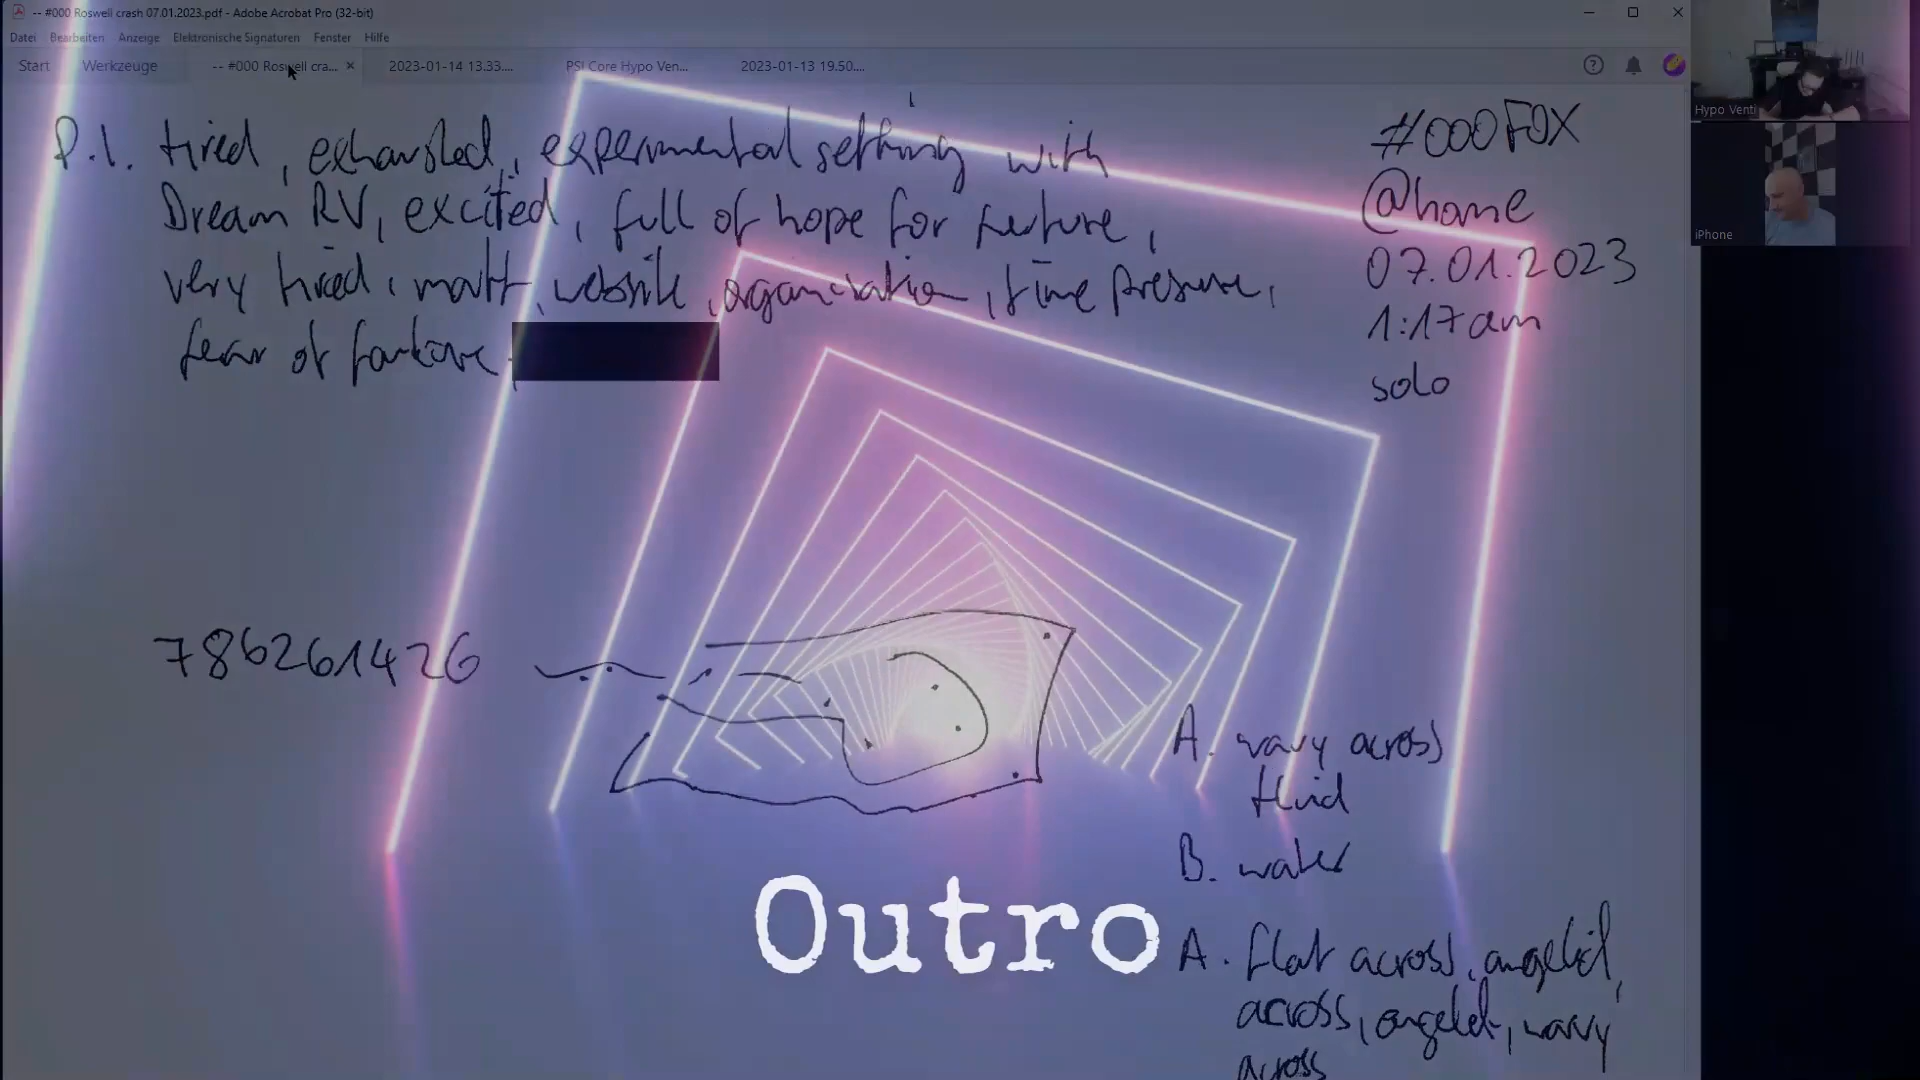 -- #000 Roswell crash 07.01.2023.pdf - Adobe Acrobat Pro (32-bit)
Datei Bearbeiten Anzeige Elektronische Signaturen Fenster Hilfe
Start Werkzeuge -- #000 Roswell cra... × 2023-01-14 13.33.... PSI Core Hypo Ven... 2023-01-13 19.50....
Hypo Venti
iPhone
P.I. tired, exhausted, experimental setting with
Dream RV, excited, full of hope for future,
very tired, matt, website, organization, time pressure,
fear of
#000FOX
@home
07.01.2023
1:17am
solo
786261426
A. wavy across
fluid
B. water
Outro
A. flat across, angeled,
across, angeled, wavy
across